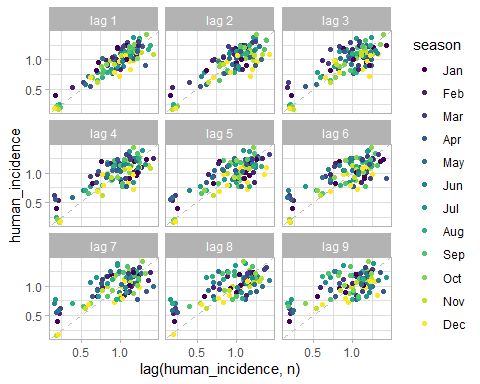 lag 1 lag 2 lag 3
season
1.0
0.5
Jan
Feb
Mar
Apr
May
Jun
Jul
Aug
Sep
Oct
Nov
Dec
human_incidence
lag 4 lag 5 lag 6
1.0
0.5
lag 7 lag 8 lag 9
1.0
0.5
0.5 1.0 0.5 1.0 0.5 1.0
lag(human_incidence, n)